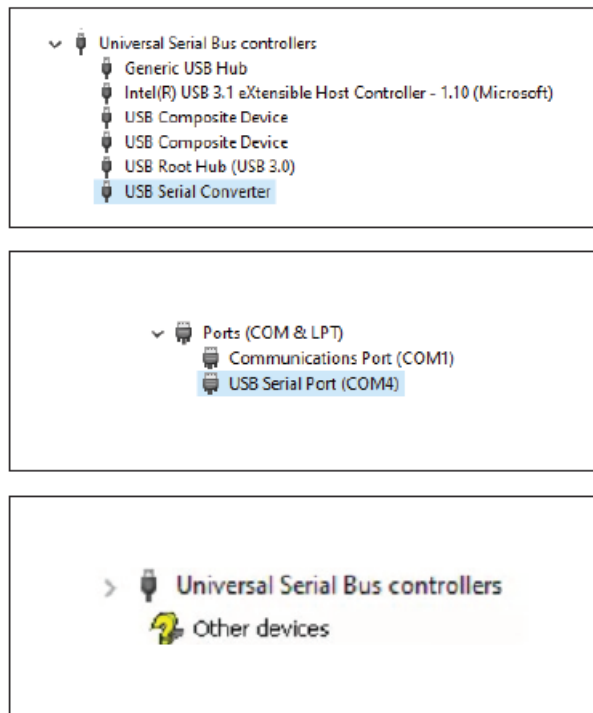 Universal Serial Bus controllers
Generic USB Hub
Intel(R) USB 3.1 eXtensible Host Controller - 1.10 (Microsoft)
USB Composite Device
USB Composite Device
USB Root Hub (USB 3.0)
USB Serial Converter
Ports (COM & LPT)
Communications Port (COM1)
USB Serial Port (COM4)
Universal Serial Bus controllers
Other devices